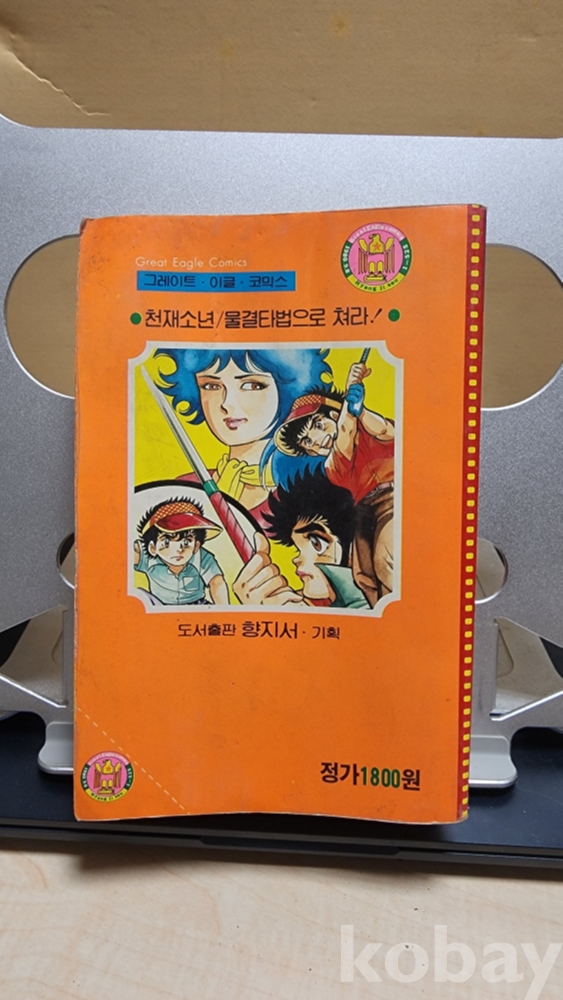 Great Eagle Comics
그레이트·이글·코믹스
●천재소년/물결타법으로 쳐라!●
도서출판 향지서·기획
정가1800원
kobay